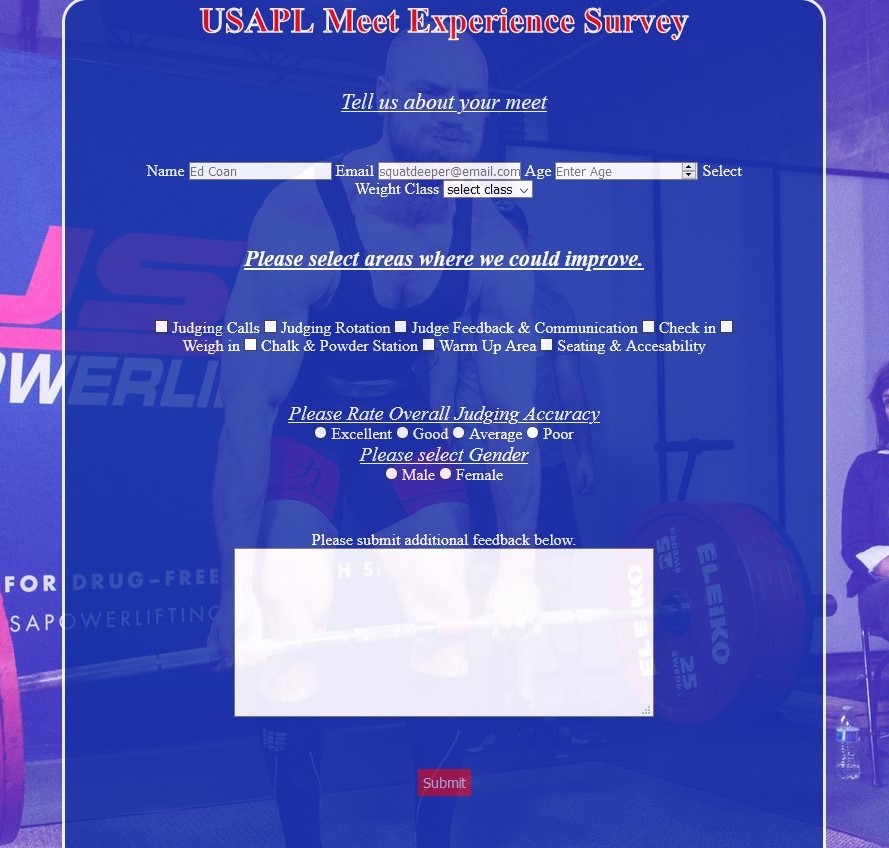 USAPL Meet Experience Survey
Tell us about your meet
Name Ed Coan Email squatdeeper@email.com Age Enter Age Select
Weight Class select class
Please select areas where we could improve.
Judging Calls Judging Rotation Judge Feedback & Communication Check in
Weigh in Chalk & Powder Station Warm Up Area Seating & Accesability
Please Rate Overall Judging Accuracy
Excellent Good Average Poor
Please select Gender
Male Female
Please submit additional feedback below.
FOR DRUG-FREE
SAPOWERLIFTING
ELEIKO
ELEIKO
Submit